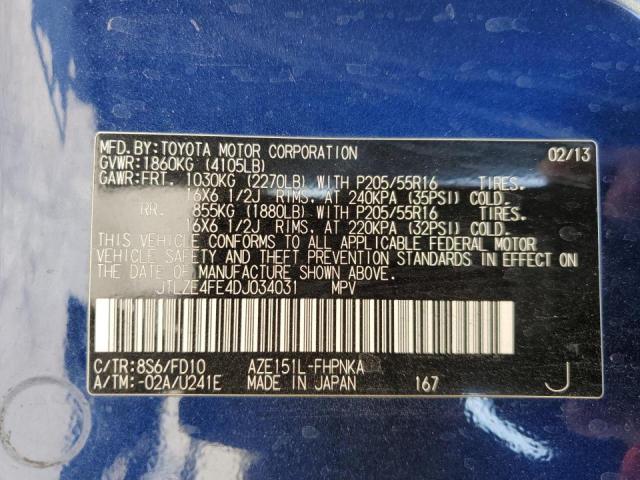 MFD.BY:TOYOTA MOTOR CORPORATION 02/13
GVWR:1860KG (4105LB)
GAWR:FRT. 1030KG (2270LB) WITH P205/55R16 TIRES.
16X6 1/2J RIMS. AT 240KPA (35PSI) COLD.
RR. 855KG (1880LB) WITH P205/55R16 TIRES.
16X6 1/2J RIMS. AT 220KPA (32PSI) COLD.
THIS VEHICLE CONFORMS TO ALL APPLICABLE FEDERAL MOTOR
VEHICLE SAFETY AND THEFT PREVENTION STANDARDS IN EFFECT
ON THE DATE OF MANUFACTURE SHOWN ABOVE.
JTLZE4FE4DJ034031 MPV
C/TR:8S6/FD10 AZE151L-FHPNKA
A/TM:-02A/U241E MADE IN JAPAN 167 J